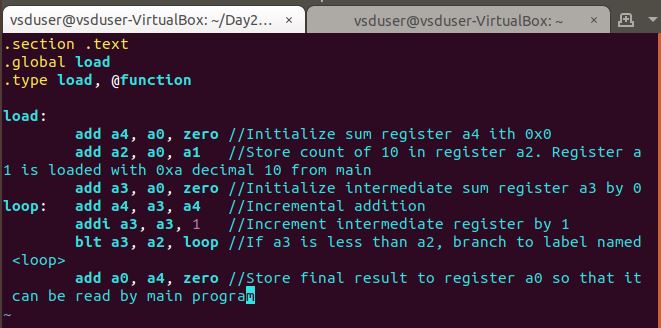 vsduser@vsduser-VirtualBox: ~/Day2... × vsduser@vsduser-VirtualBox: ~ ×
.section .text
.global load
.type load, @function
load:
add a4, a0, zero //Initialize sum register a4 ith 0x0
add a2, a0, a1 //Store count of 10 in register a2. Register a
1 is loaded with 0xa decimal 10 from main
add a3, a0, zero //Initialize intermediate sum register a3 by 0
loop: add a4, a3, a4 //Incremental addition
addi a3, a3, 1 //Increment intermediate register by 1
blt a3, a2, loop //If a3 is less than a2, branch to label named
<loop>
add a0, a4, zero //Store final result to register a0 so that it
can be read by main program
~